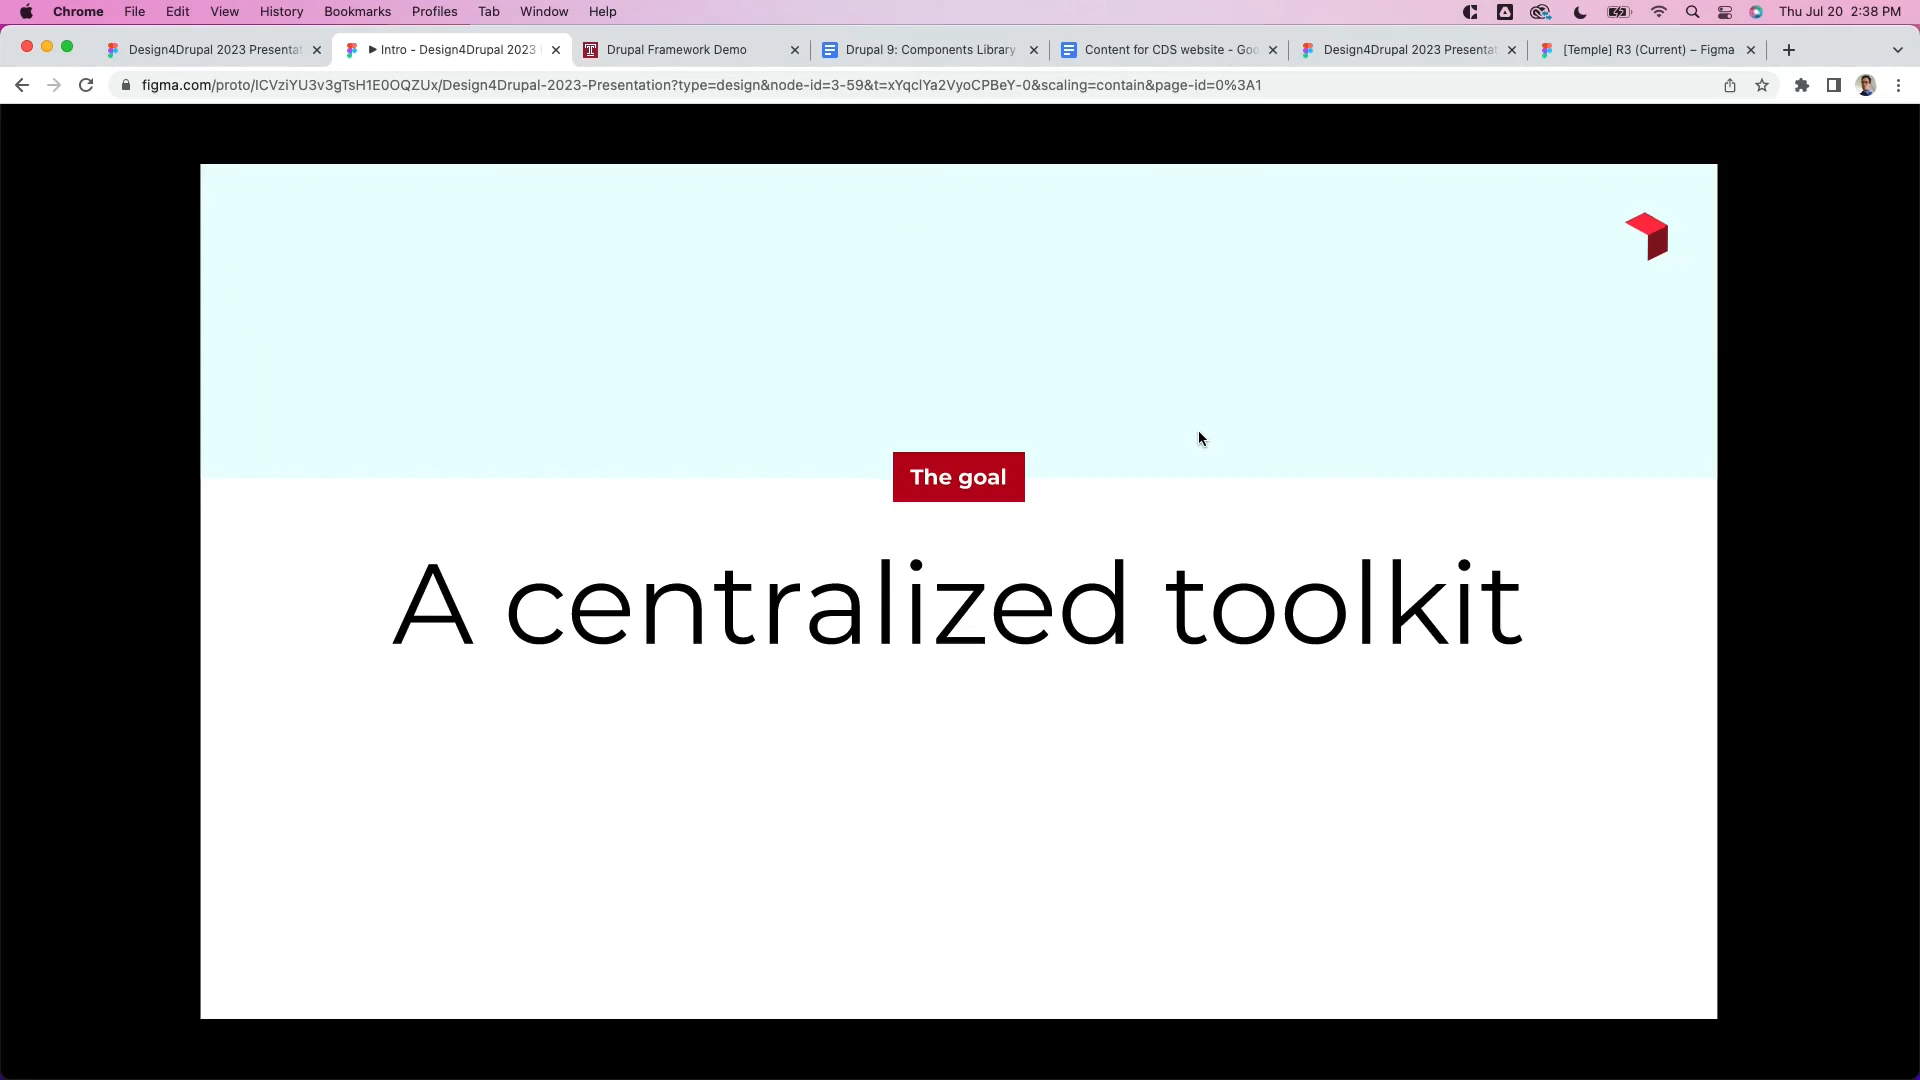 Chrome File Edit View History Bookmarks Profiles Tab Window Help Thu Jul 20 2:38 PM
Design4Drupal 2023 Presentat Intro - Design4Drupal 2023 Drupal Framework Demo Drupal 9: Components Library Content for CDS website - Goo Design4Drupal 2023 Presentat [Temple] R3 (Current) – Figma
figma.com/proto/ICVziYU3v3gTsH1E0OQZUx/Design4Drupal-2023-Presentation?type=design&node-id=3-59&t=xYqclYa2VyoCPBeY-0&scaling=contain&page-id=0%3A1
The goal
A centralized toolkit